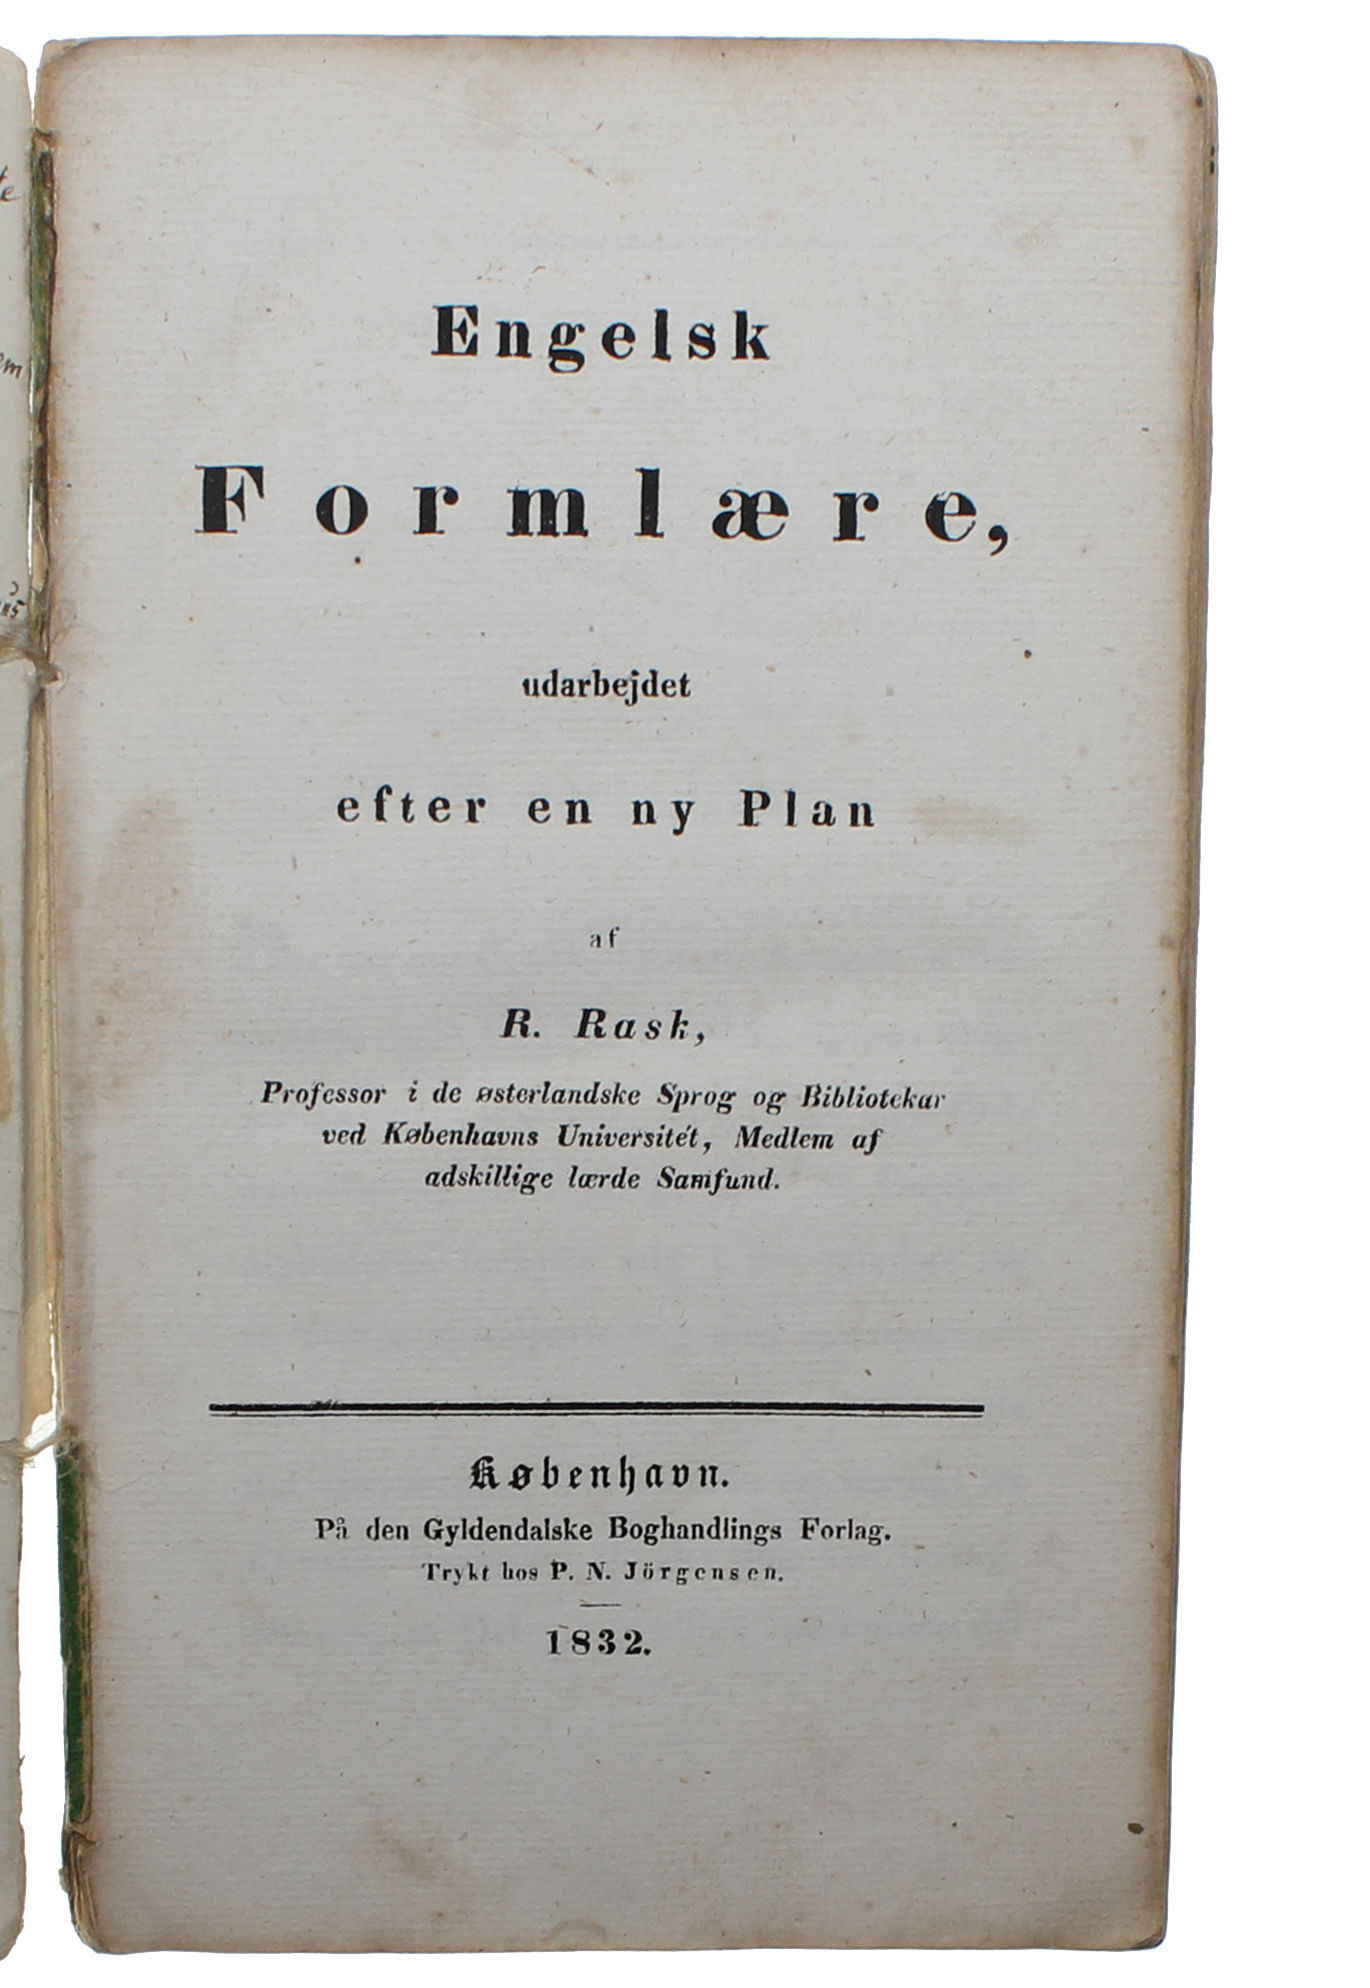 Engelsk
Formlære,
udarbejdet
efter en ny Plan
af
R. Rask,
Professor i de østerlandske Sprog og Bibliotekar
ved Københavns Universitét, Medlem af
adskillige lærde Samfund.
København.
På den Gyldendalske Boghandlings Forlag.
Trykt hos P. N. Jörgensen.
1832.